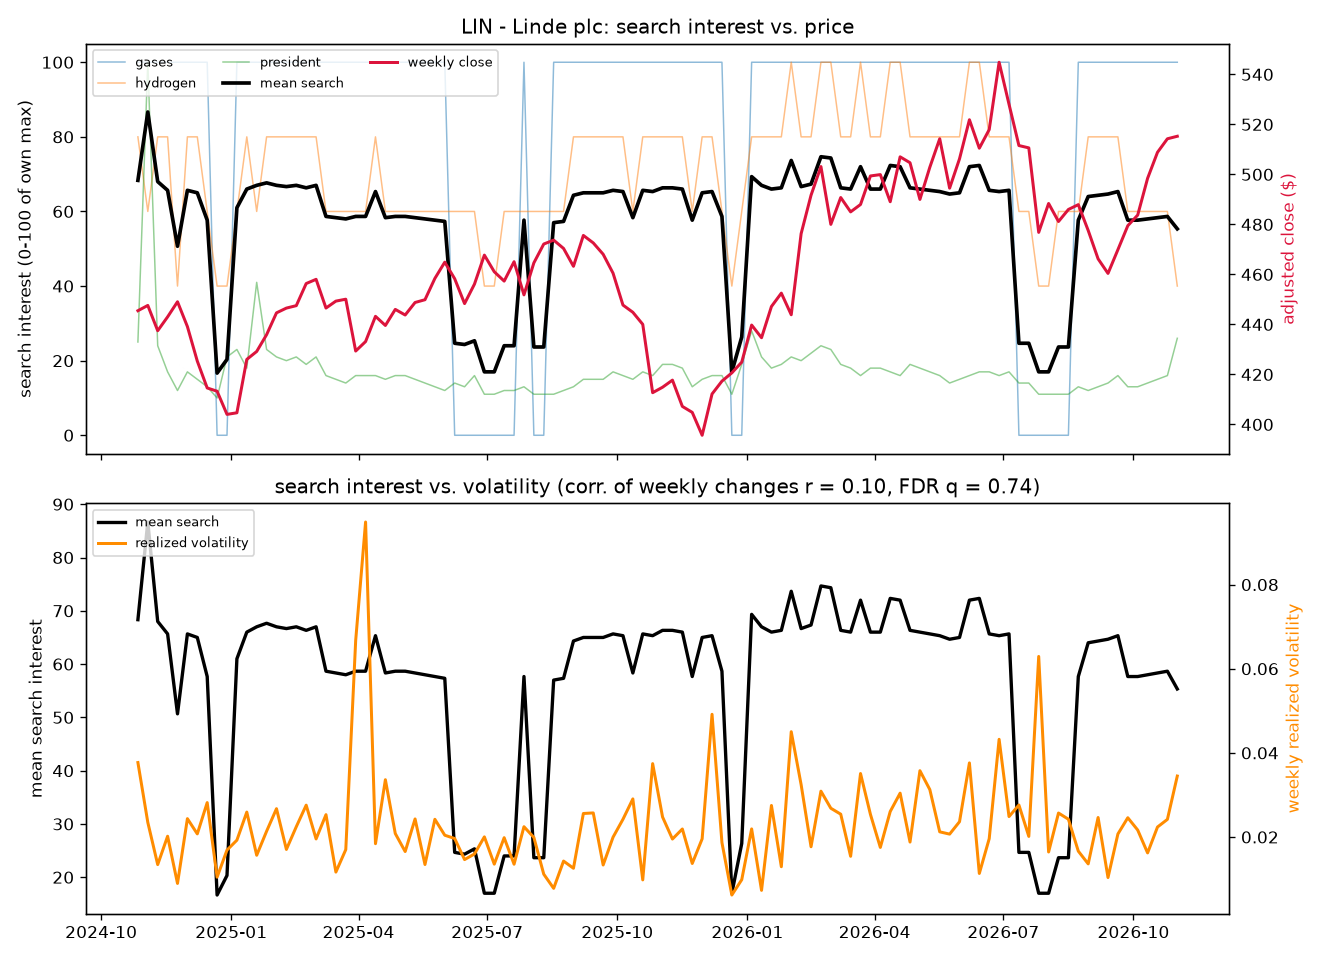 LIN - Linde plc: search interest vs. price
gases
hydrogen
president
mean search
weekly close
search interest (0-100 of own max)
100
80
60
40
20
0
adjusted close ($)
540
520
500
480
460
440
420
400
search interest vs. volatility (corr. of weekly changes r = 0.10, FDR q = 0.74)
mean search
realized volatility
mean search interest
90
80
70
60
50
40
30
20
weekly realized volatility
0.08
0.06
0.04
0.02
2024-10
2025-01
2025-04
2025-07
2025-10
2026-01
2026-04
2026-07
2026-10